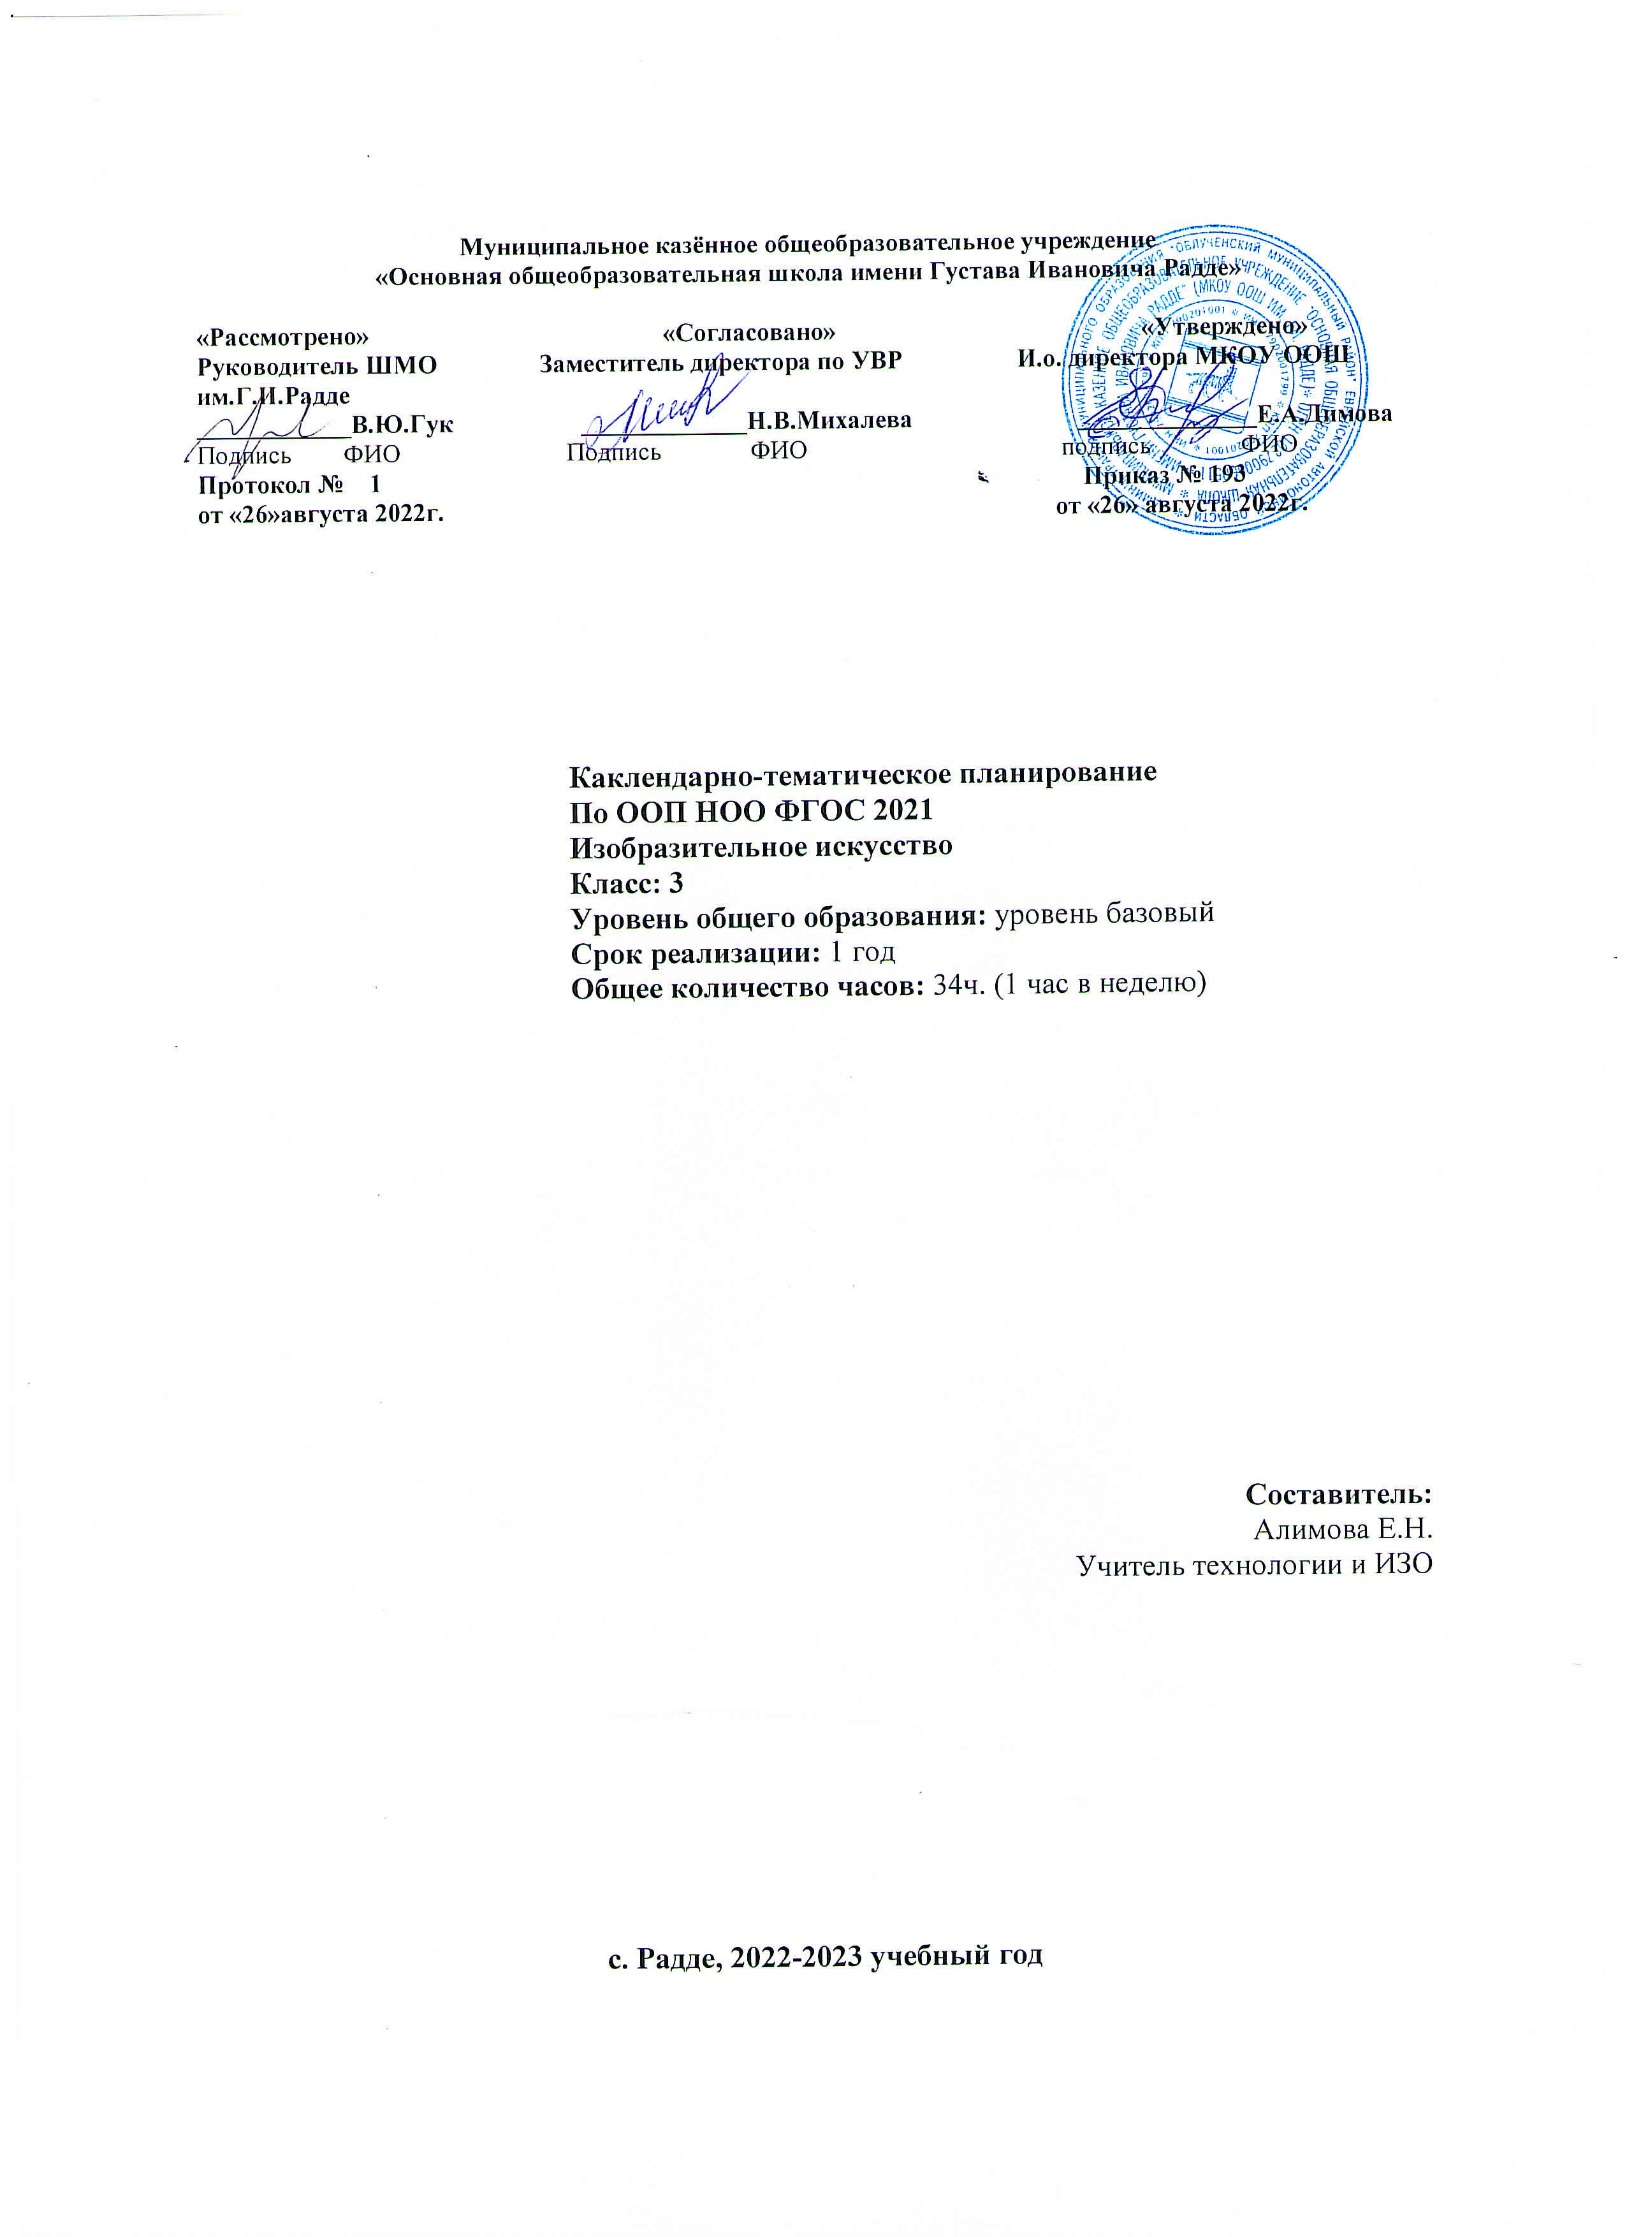 Муниципальное казённое общеобразовательное учреждение
«Основная общеобразовательная школа имени Густава Ивановича Радде»
«Рассмотрено» «Согласовано» «Утверждено»
Руководитель ШМО Заместитель директора по УВР И.о. директора МКОУ ООШ
им.Г.И.Радде
В.Ю.Гук Н.В.Михалева Е.А.Димова
Подпись ФИО Подпись ФИО подпись ФИО
Протокол № 1 Приказ № 193
от «26»августа 2022г. от «26» августа 2022г.
Каклендарно-тематическое планирование
По ООП НОО ФГОС 2021
Изобразительное искусство
Класс: 3
Уровень общего образования: уровень базовый
Срок реализации: 1 год
Общее количество часов: 34ч. (1 час в неделю)
Составитель:
Алимова Е.Н.
Учитель технологии и ИЗО
с. Радде, 2022-2023 учебный год